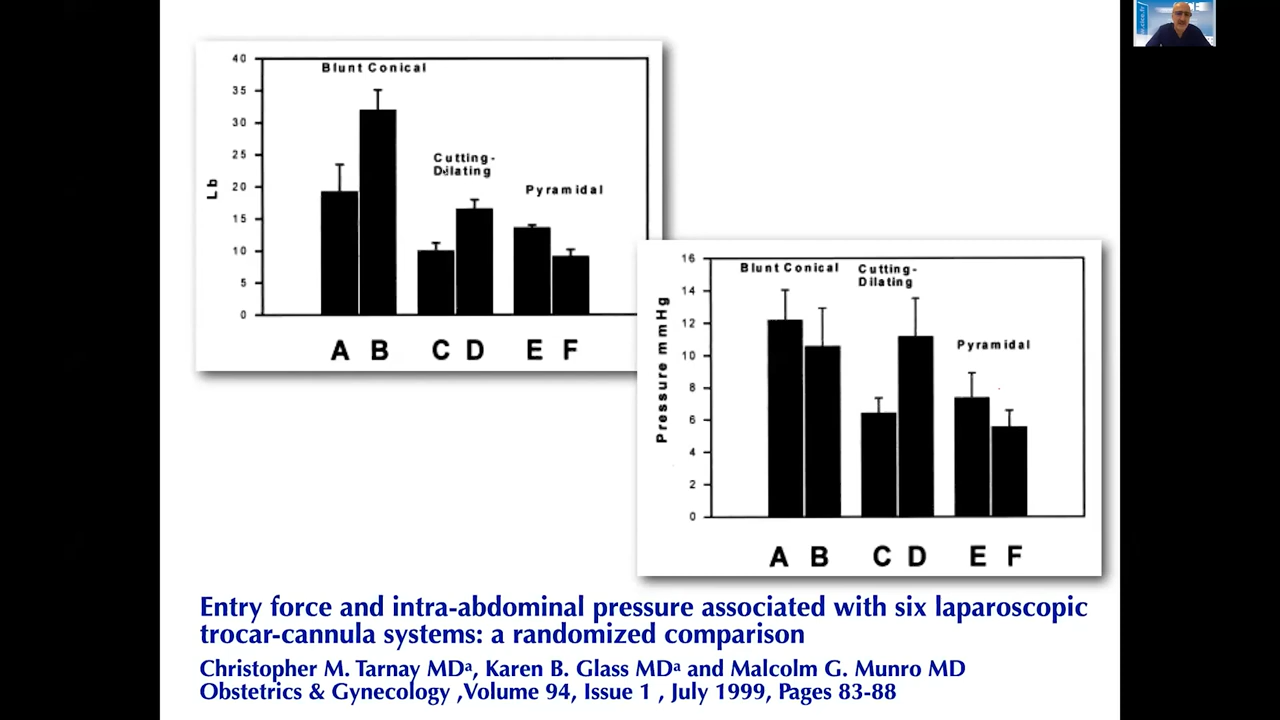 40
Blunt Conical
35
30
25
Cutting-
Dilating
20
Pyramidal
Lb
15
10
5
0
A B C D E F
16
Blunt Conical
Cutting-
Dilating
14
12
Pyramidal
10
Pressure mmHg
8
6
4
2
0
A B C D E F
Entry force and intra-abdominal pressure associated with six laparoscopic
trocar-cannula systems: a randomized comparison
Christopher M. Tarnay MDª, Karen B. Glass MDª and Malcolm G. Munro MD
Obstetrics & Gynecology ,Volume 94, Issue 1 , July 1999, Pages 83-88